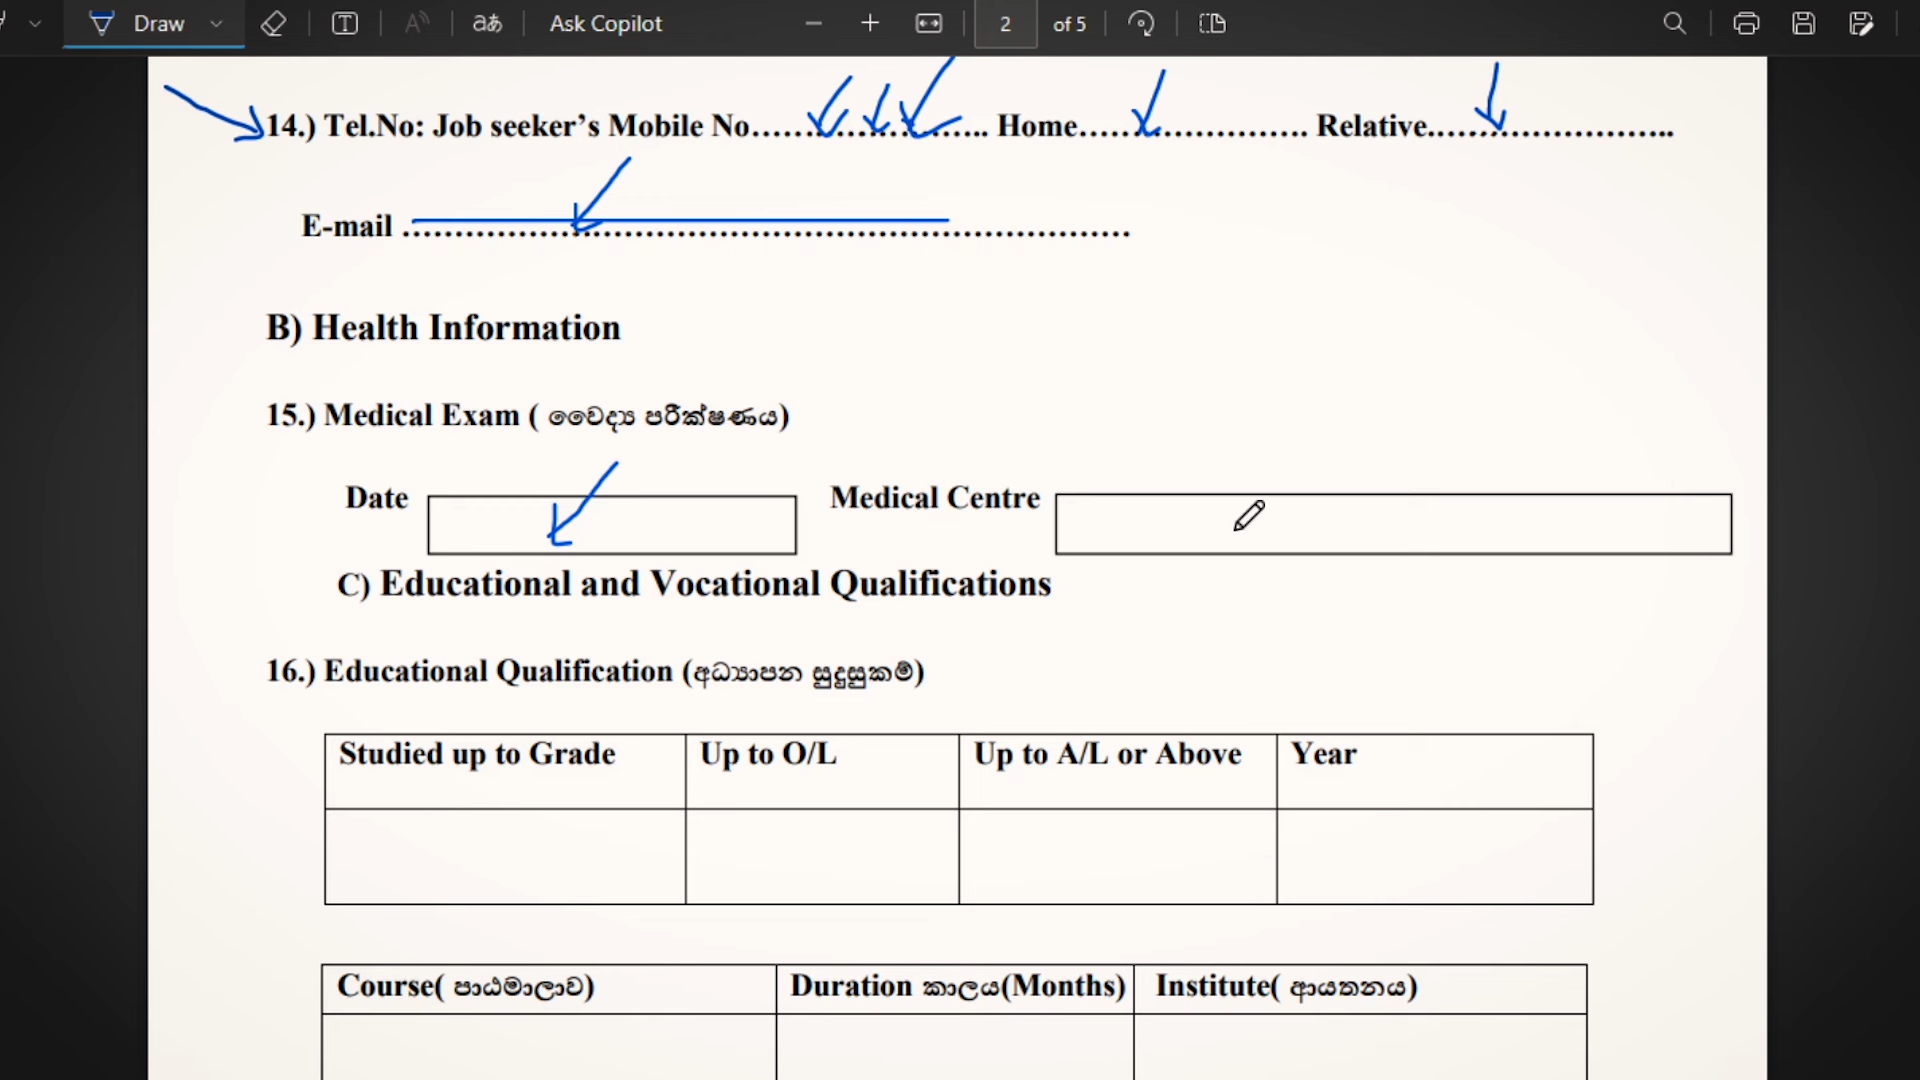 Draw Ask Copilot 2 of 5
14.) Tel.No: Job seeker’s Mobile No…………………….. Home…………………. Relative…………………..
E-mail ……………………………………………………………
B) Health Information
15.) Medical Exam ( වෛද්‍ය පරීක්ෂණය)
Date Medical Centre
C) Educational and Vocational Qualifications
16.) Educational Qualification (අධ්‍යාපන සුදුසුකම්)
Studied up to Grade Up to O/L Up to A/L or Above Year
Course( පාඨමාලාව) Duration කාලය(Months) Institute( ආයතනය)